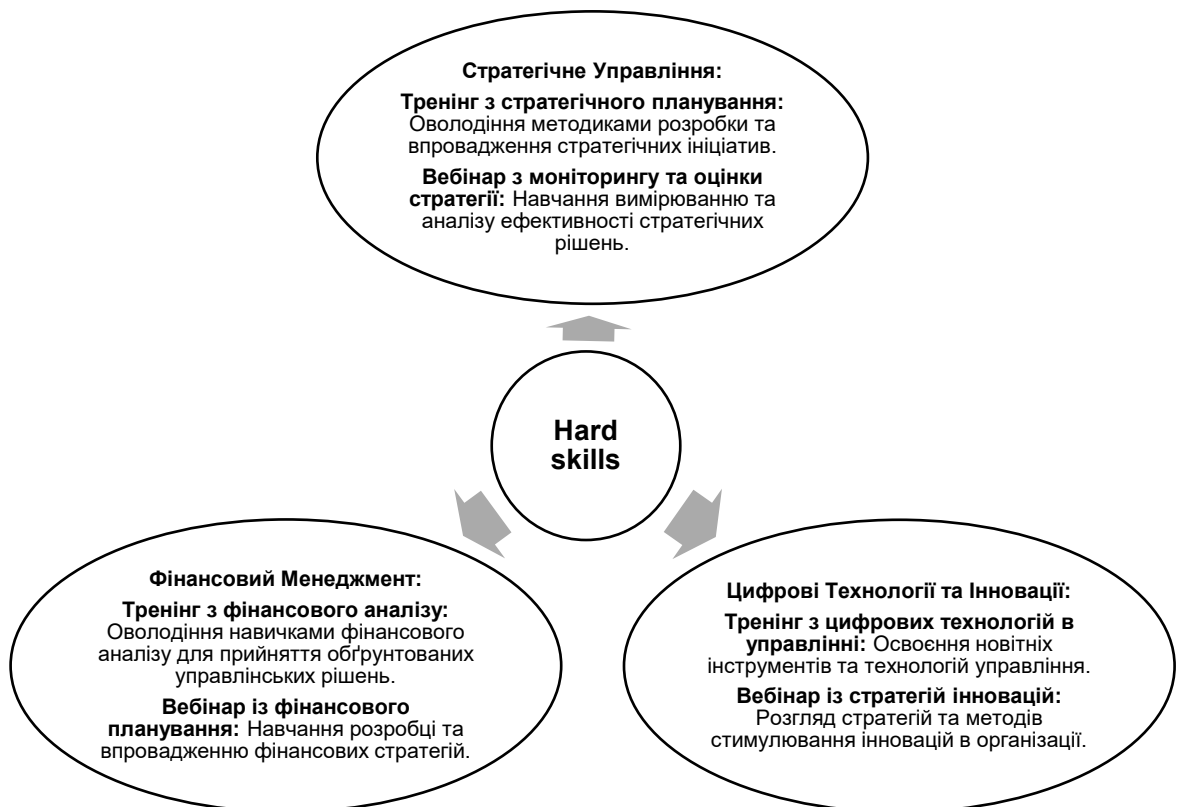 Стратегічне Управління:
Тренінг з стратегічного планування:
Оволодіння методиками розробки та
впровадження стратегічних ініціатив.
Вебінар з моніторингу та оцінки
стратегії: Навчання вимірюванню та
аналізу ефективності стратегічних
рішень.
Hard
skills
Фінансовий Менеджмент:
Тренінг з фінансового аналізу:
Оволодіння навичками фінансового
аналізу для прийняття обґрунтованих
управлінських рішень.
Вебінар із фінансового
планування: Навчання розробці та
впровадженню фінансових стратегій.
Цифрові Технології та Інновації:
Тренінг з цифрових технологій в
управлінні: Освоєння новітніх
інструментів та технологій управління.
Вебінар із стратегій інновацій:
Розгляд стратегій та методів
стимулювання інновацій в організації.